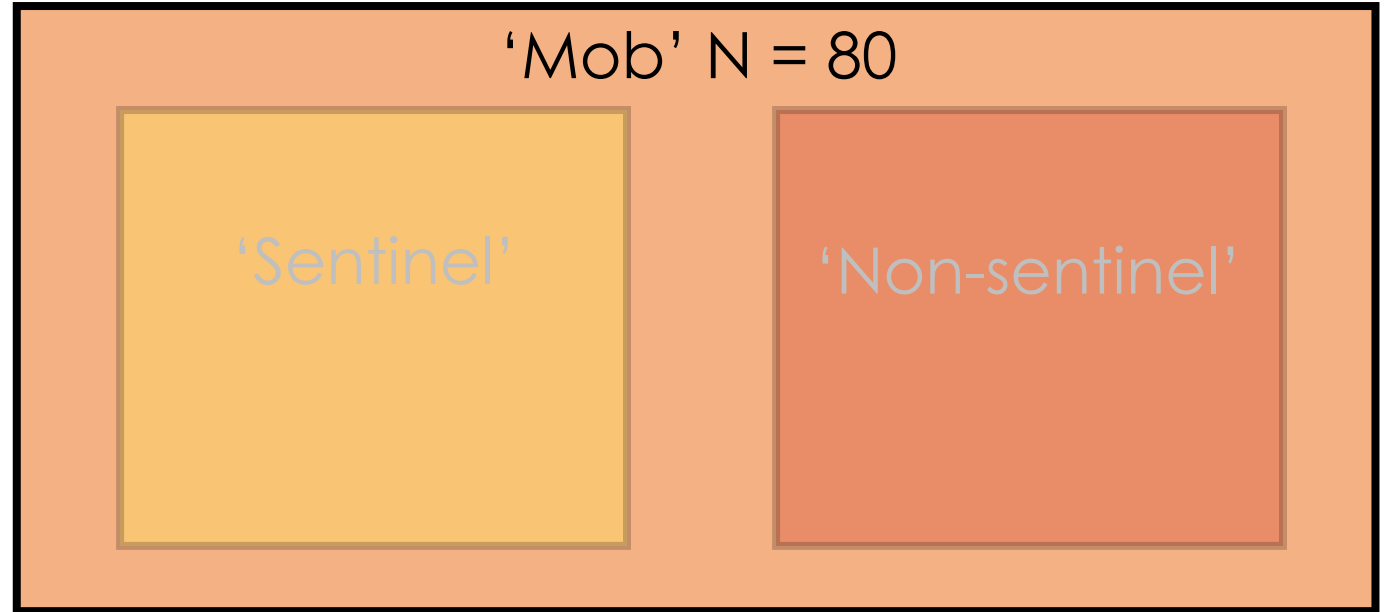 ‘Mob’ N = 80
‘Sentinel’
‘Non-sentinel’